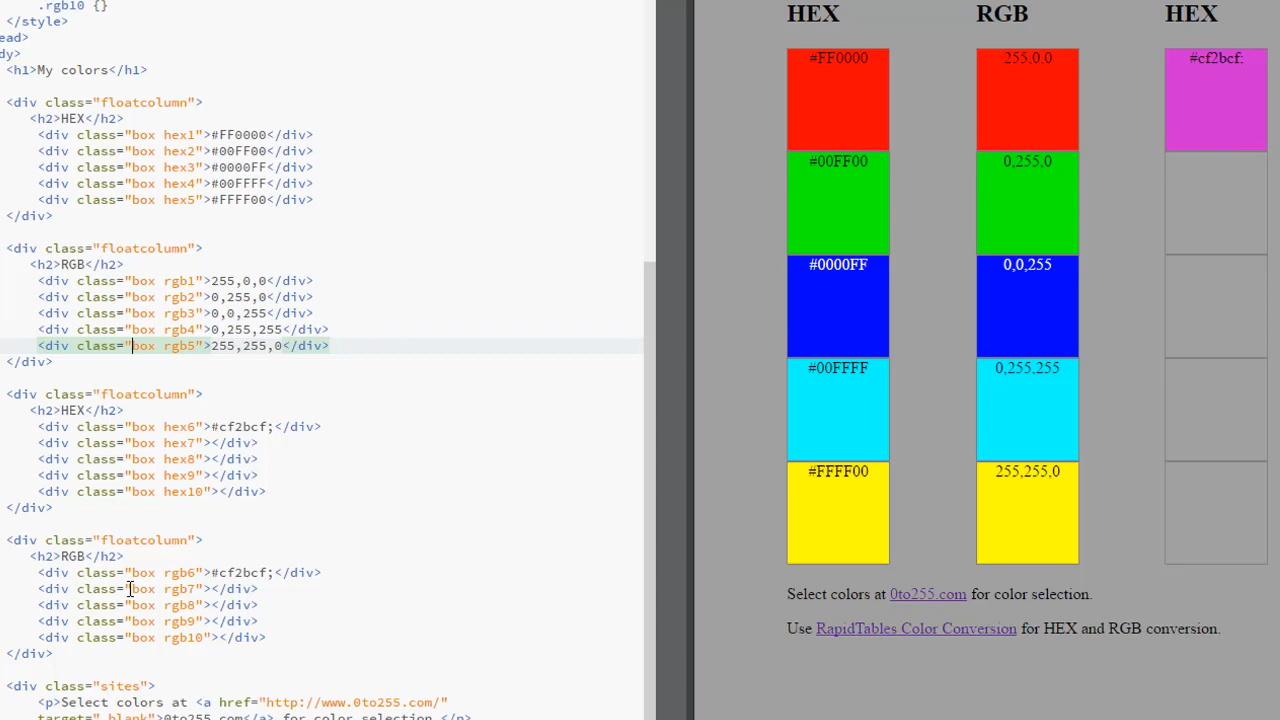 .rgb10 {}
</style>
ead>
dy>
<h1>My colors</h1>
<div class="floatcolumn">
<h2>HEX</h2>
<div class="box hex1">#FF0000</div>
<div class="box hex2">#00FF00</div>
<div class="box hex3">#0000FF</div>
<div class="box hex4">#00FFFF</div>
<div class="box hex5">#FFFF00</div>
</div>
<div class="floatcolumn">
<h2>RGB</h2>
<div class="box rgb1">255,0,0</div>
<div class="box rgb2">0,255,0</div>
<div class="box rgb3">0,0,255</div>
<div class="box rgb4">0,255,255</div>
<div class="box rgb5">255,255,0</div>
</div>
<div class="floatcolumn">
<h2>HEX</h2>
<div class="box hex6">#cf2bcf;</div>
<div class="box hex7"></div>
<div class="box hex8"></div>
<div class="box hex9"></div>
<div class="box hex10"></div>
</div>
<div class="floatcolumn">
<h2>RGB</h2>
<div class="box rgb6">#cf2bcf;</div>
<div class="box rgb7"></div>
<div class="box rgb8"></div>
<div class="box rgb9"></div>
<div class="box rgb10"></div>
</div>
<div class="sites">
<p>Select colors at <a href="http://www.0to255.com/"
target="_blank">0to255.com</a> for color selection.</p>
HEX RGB HEX
#FF0000 255,0,0 #cf2bcf;
#00FF00 0,255,0
#0000FF 0,0,255
#00FFFF 0,255,255
#FFFF00 255,255,0
Select colors at 0to255.com for color selection.
Use RapidTables Color Conversion for HEX and RGB conversion.